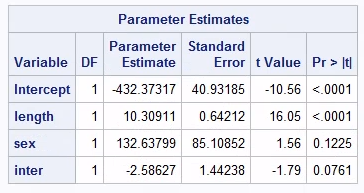 Parameter Estimates
Variable DF Parameter Estimate Standard Error t Value Pr > |t|
Intercept 1 -432.37317 40.93185 -10.56 <.0001
length 1 10.30911 0.64212 16.05 <.0001
sex 1 132.63799 85.10852 1.56 0.1225
inter 1 -2.58627 1.44238 -1.79 0.0761